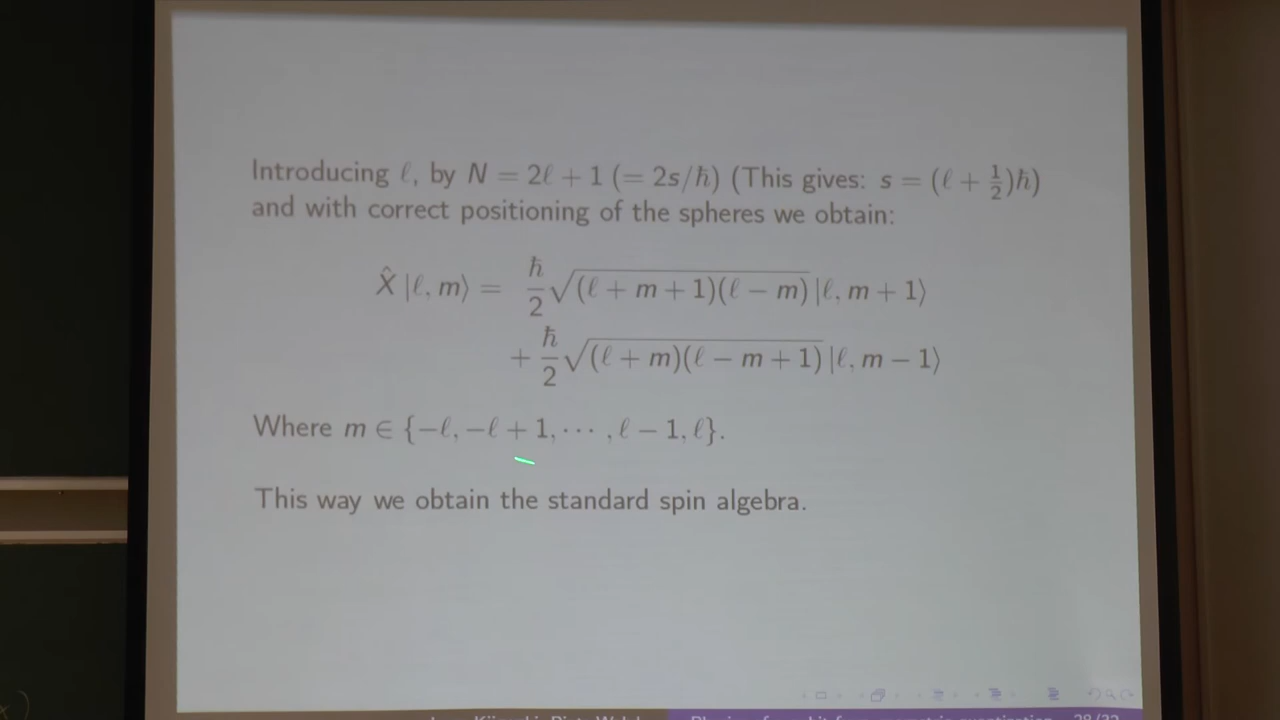 Introducing ℓ, by N = 2ℓ + 1 (= 2s/ħ) (This gives: s = (ℓ + 1/2)ħ)
and with correct positioning of the spheres we obtain:
X̂ |ℓ, m⟩ = ħ/2 √(ℓ + m + 1)(ℓ − m) |ℓ, m + 1⟩
+ ħ/2 √(ℓ + m)(ℓ − m + 1) |ℓ, m − 1⟩
Where m ∈ {−ℓ, −ℓ + 1, ⋯ , ℓ − 1, ℓ}.
This way we obtain the standard spin algebra.